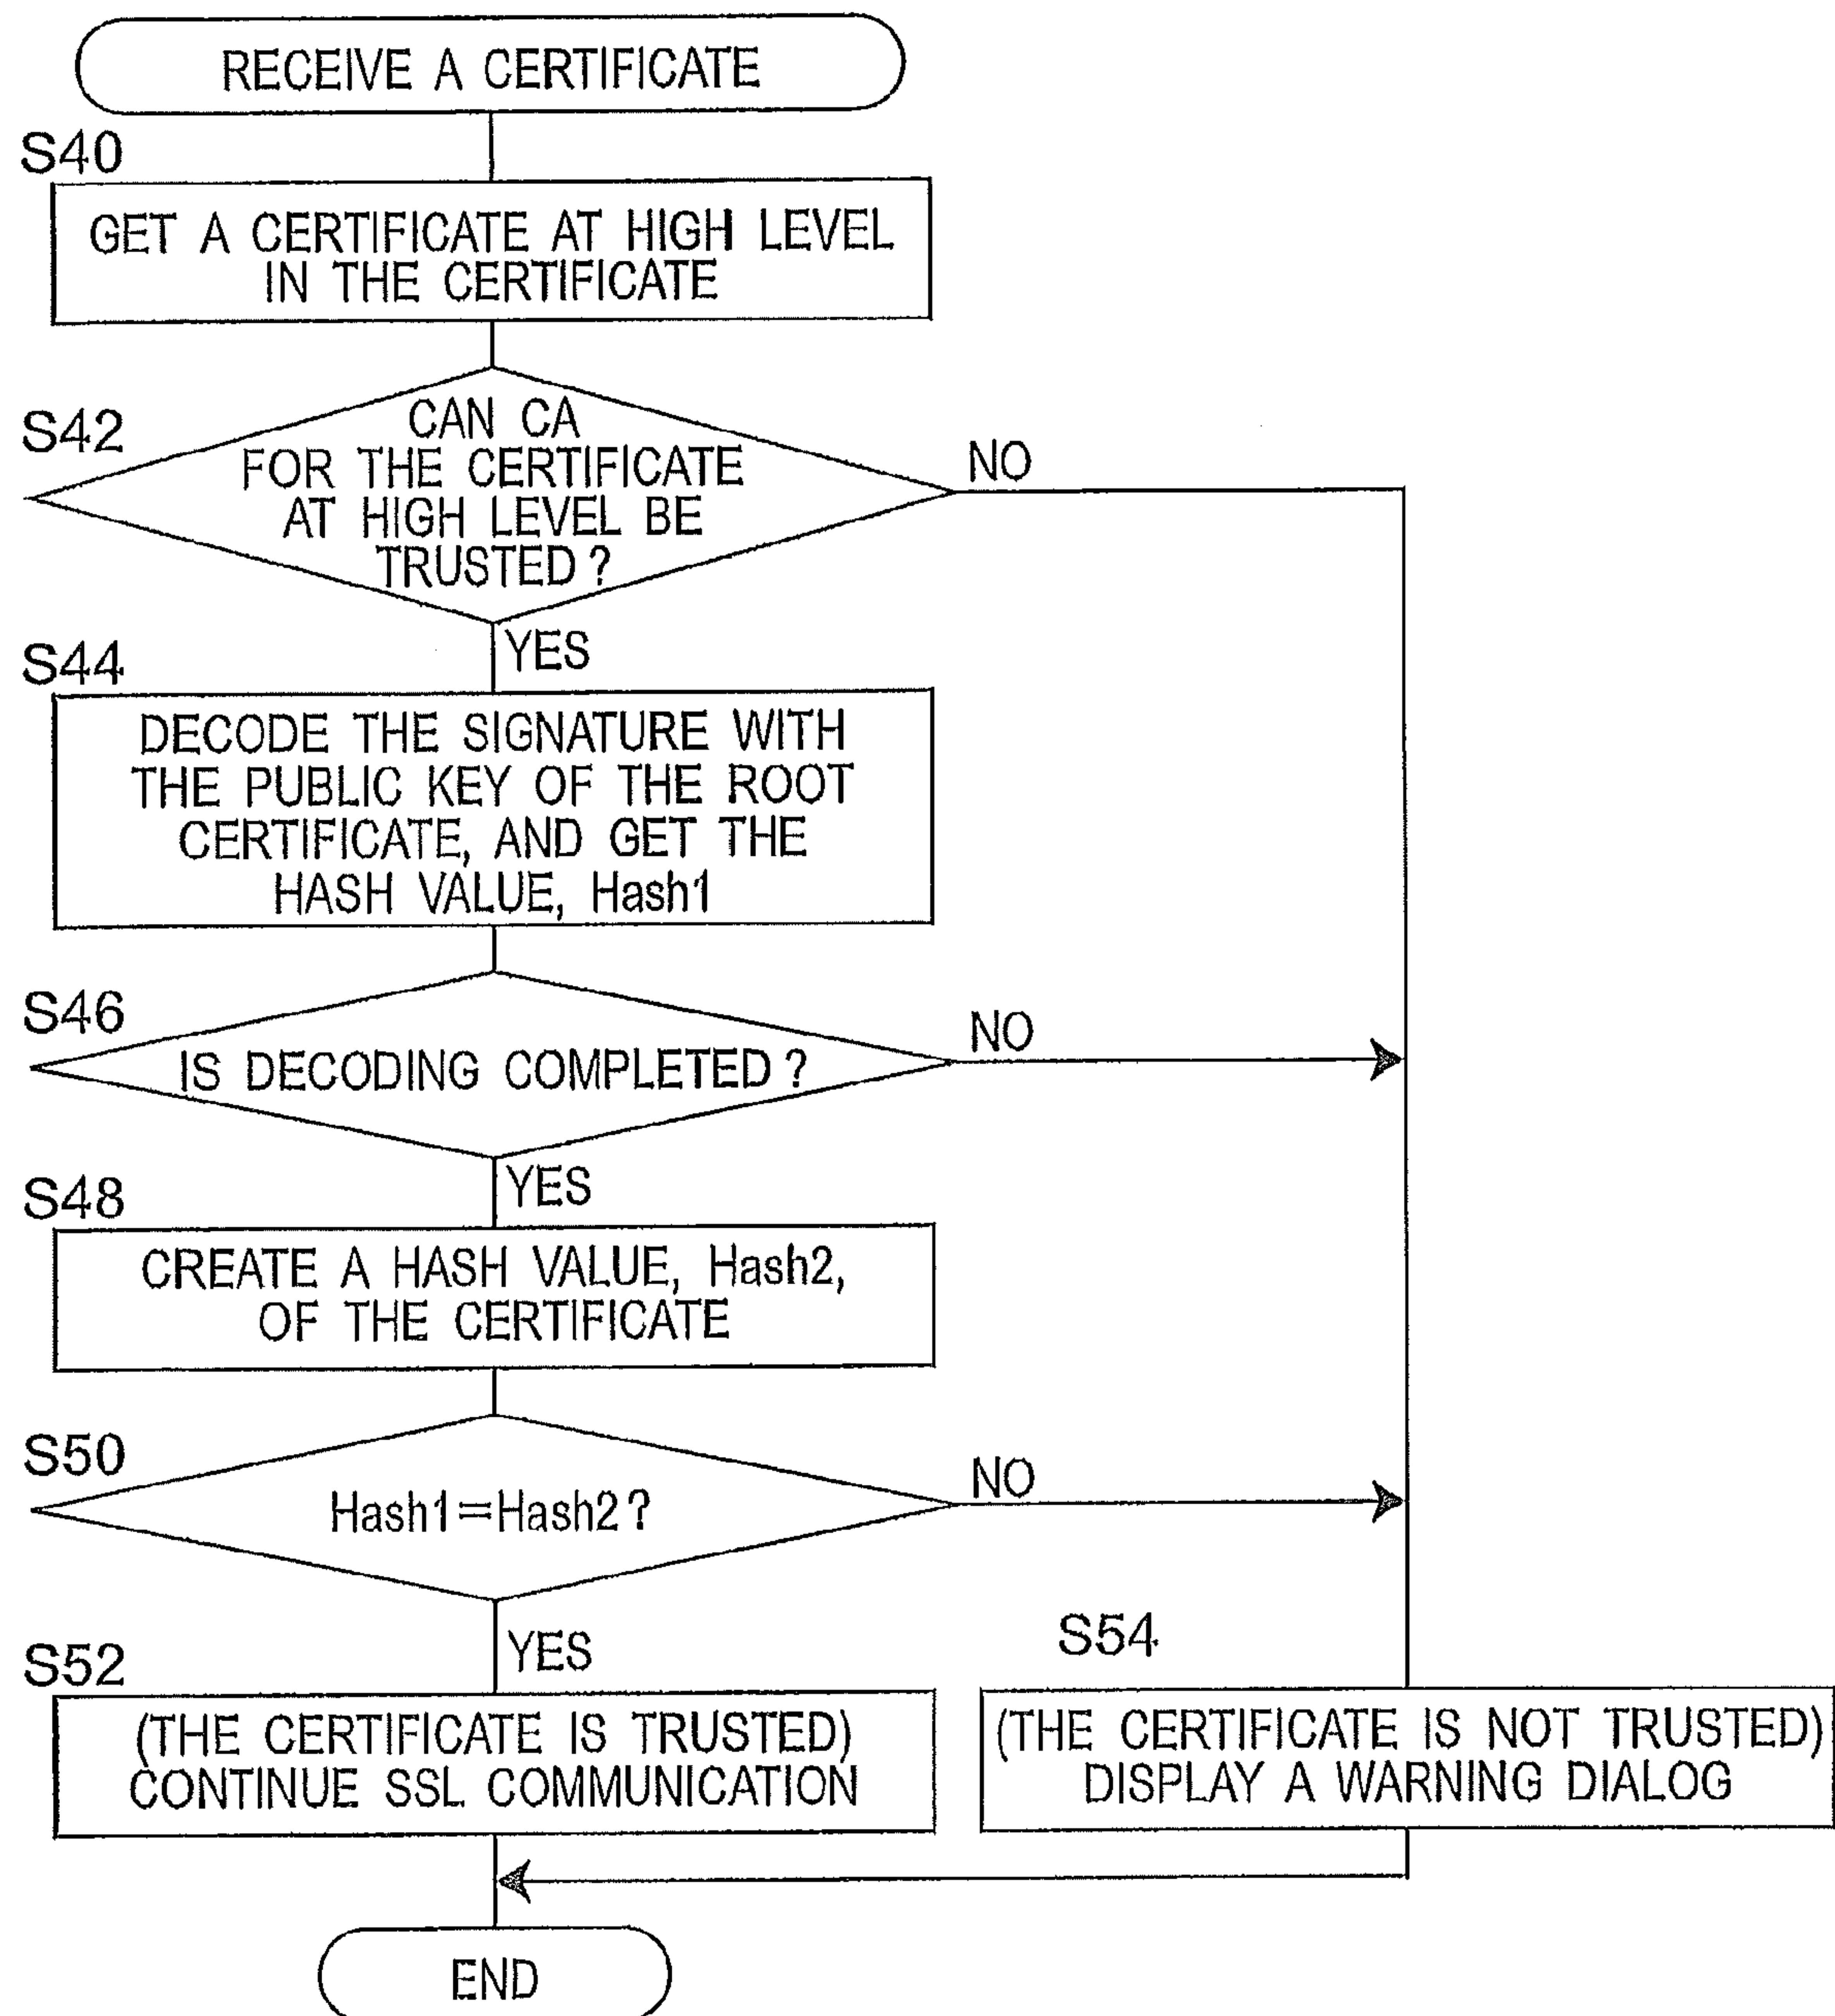 RECEIVE A CERTIFICATE
S40
GET A CERTIFICATE AT HIGH LEVEL
IN THE CERTIFICATE
S42
CAN CA
FOR THE CERTIFICATE
AT HIGH LEVEL BE
TRUSTED?
NO
YES
S44
DECODE THE SIGNATURE WITH
THE PUBLIC KEY OF THE ROOT
CERTIFICATE, AND GET THE
HASH VALUE, Hash1
S46
IS DECODING COMPLETED?
NO
YES
S48
CREATE A HASH VALUE, Hash2,
OF THE CERTIFICATE
S50
Hash1=Hash2?
NO
YES
S52
(THE CERTIFICATE IS TRUSTED)
CONTINUE SSL COMMUNICATION
S54
(THE CERTIFICATE IS NOT TRUSTED)
DISPLAY A WARNING DIALOG
END